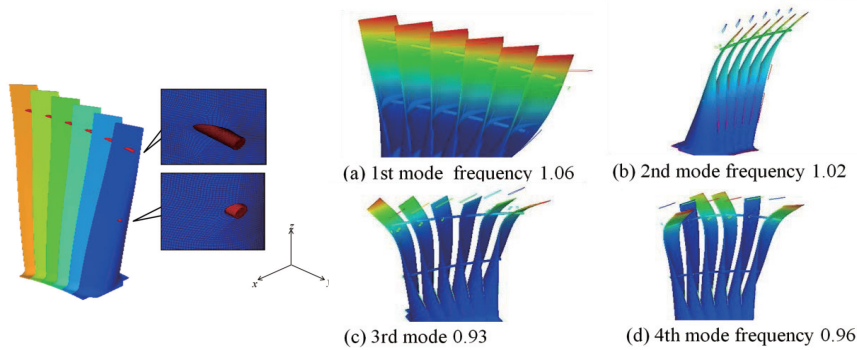 (a) 1st mode frequency 1.06
(b) 2nd mode frequency 1.02
z
x
y
(c) 3rd mode 0.93
(d) 4th mode frequency 0.96